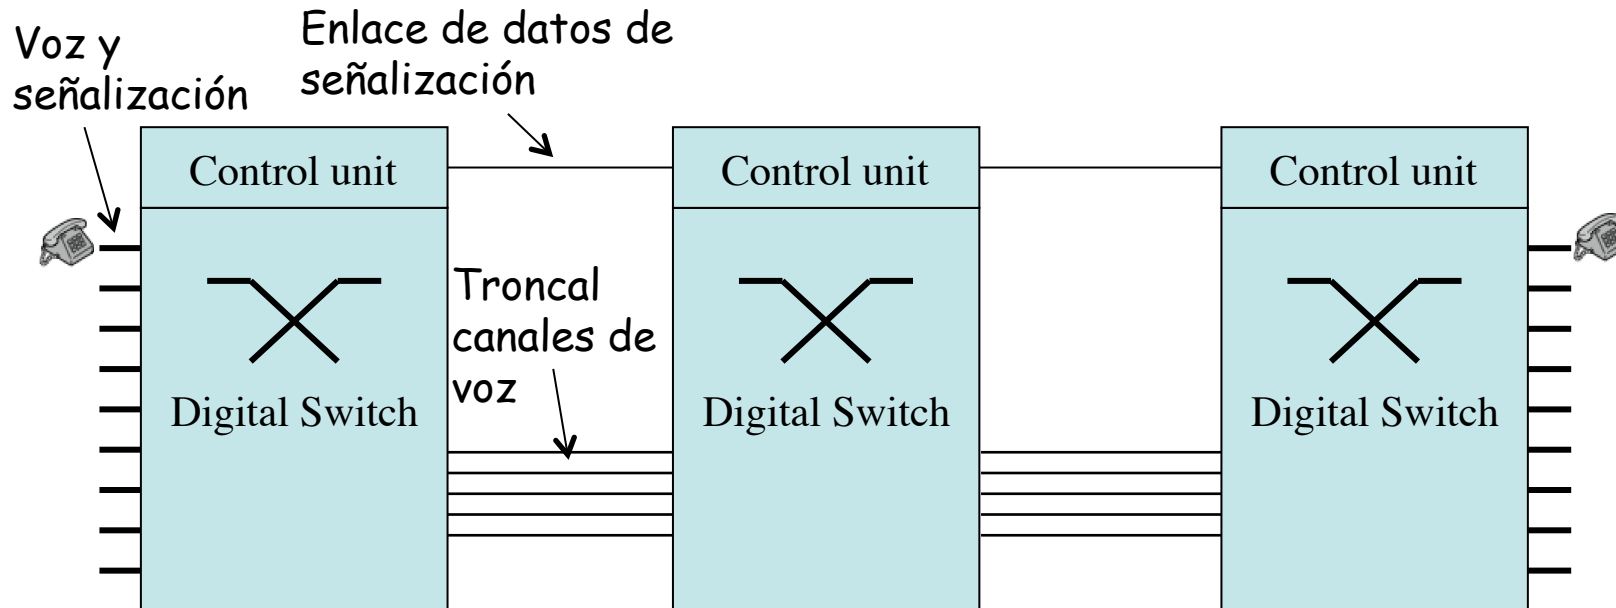 Voz y
señalización
Enlace de datos de
señalización
Control unit
Control unit
Control unit
Troncal
canales de
voz
Digital Switch
Digital Switch
Digital Switch